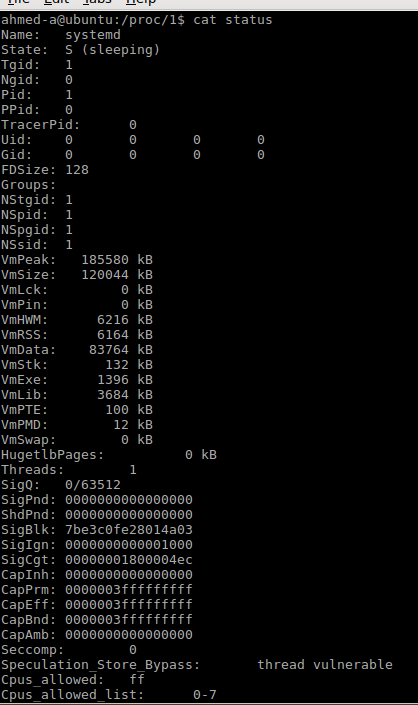 File Edit Tabs Help
ahmed-a@ubuntu:/proc/1$ cat status
Name:   systemd
State:  S (sleeping)
Tgid:   1
Ngid:   0
Pid:    1
PPid:   0
TracerPid:      0
Uid:    0       0       0       0
Gid:    0       0       0       0
FDSize: 128
Groups:
NStgid: 1
NSpid:  1
NSpgid: 1
NSsid:  1
VmPeak:   185580 kB
VmSize:   120044 kB
VmLck:         0 kB
VmPin:         0 kB
VmHWM:      6216 kB
VmRSS:      6164 kB
VmData:    83764 kB
VmStk:       132 kB
VmExe:      1396 kB
VmLib:      3684 kB
VmPTE:       100 kB
VmPMD:        12 kB
VmSwap:        0 kB
HugetlbPages:          0 kB
Threads:        1
SigQ:   0/63512
SigPnd: 0000000000000000
ShdPnd: 0000000000000000
SigBlk: 7be3c0fe28014a03
SigIgn: 0000000000001000
SigCgt: 00000001800004ec
CapInh: 0000000000000000
CapPrm: 0000003fffffffff
CapEff: 0000003fffffffff
CapBnd: 0000003fffffffff
CapAmb: 0000000000000000
Seccomp:        0
Speculation_Store_Bypass:       thread vulnerable
Cpus_allowed:   ff
Cpus_allowed_list:      0-7